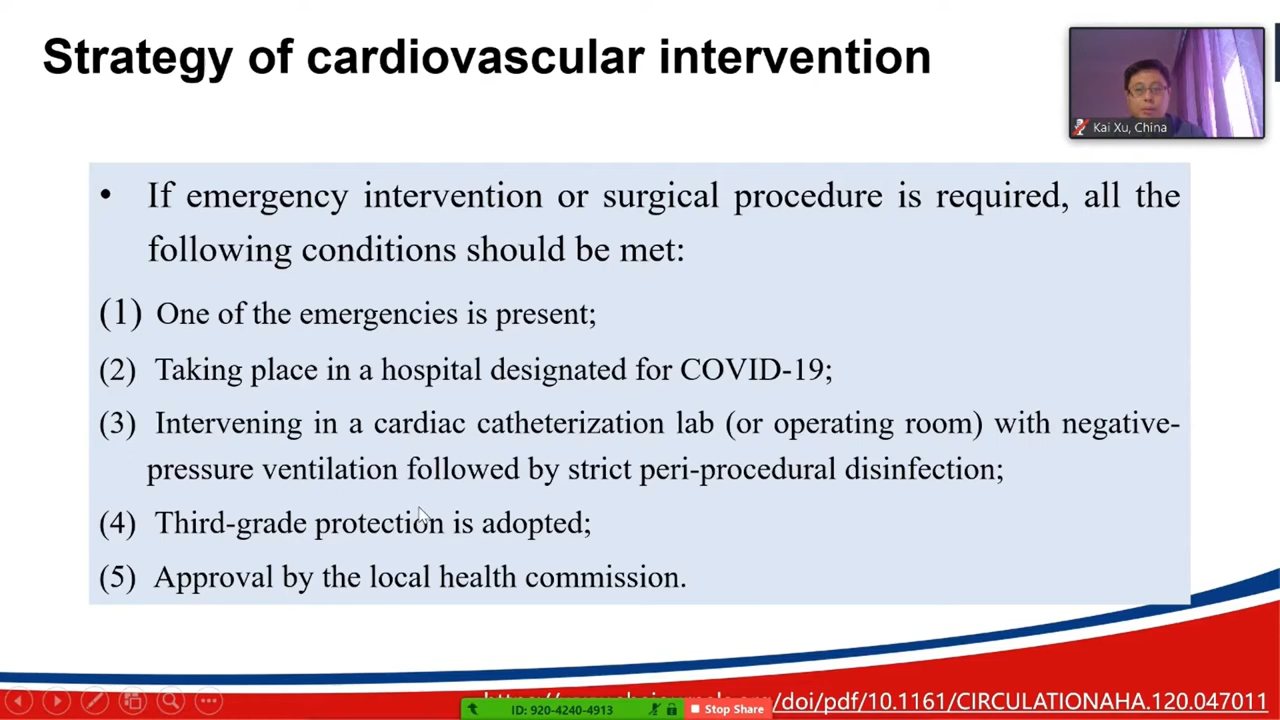 Strategy of cardiovascular intervention
Kai Xu, China
• If emergency intervention or surgical procedure is required, all the
following conditions should be met:
(1) One of the emergencies is present;
(2) Taking place in a hospital designated for COVID-19;
(3) Intervening in a cardiac catheterization lab (or operating room) with negative-
pressure ventilation followed by strict peri-procedural disinfection;
(4) Third-grade protection is adopted;
(5) Approval by the local health commission.
/doi/pdf/10.1161/CIRCULATIONAHA.120.047011
ID: 920-4240-4913
Stop Share